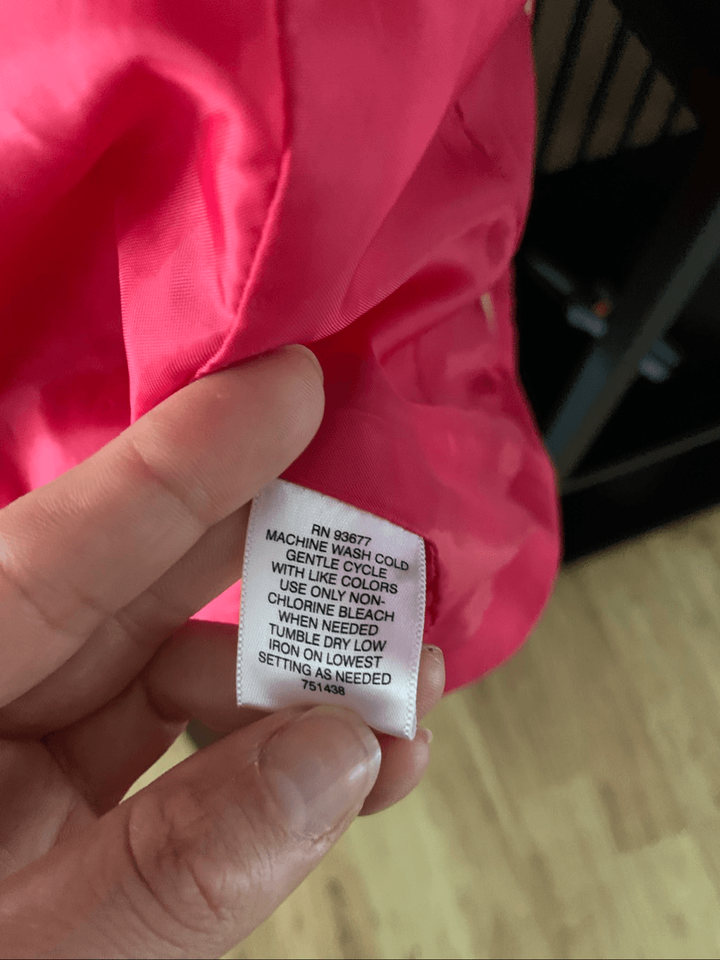 RN 93677
MACHINE WASH COLD
GENTLE CYCLE
WITH LIKE COLORS
USE ONLY NON-
CHLORINE BLEACH
WHEN NEEDED
TUMBLE DRY LOW
IRON ON LOWEST
SETTING AS NEEDED
751438